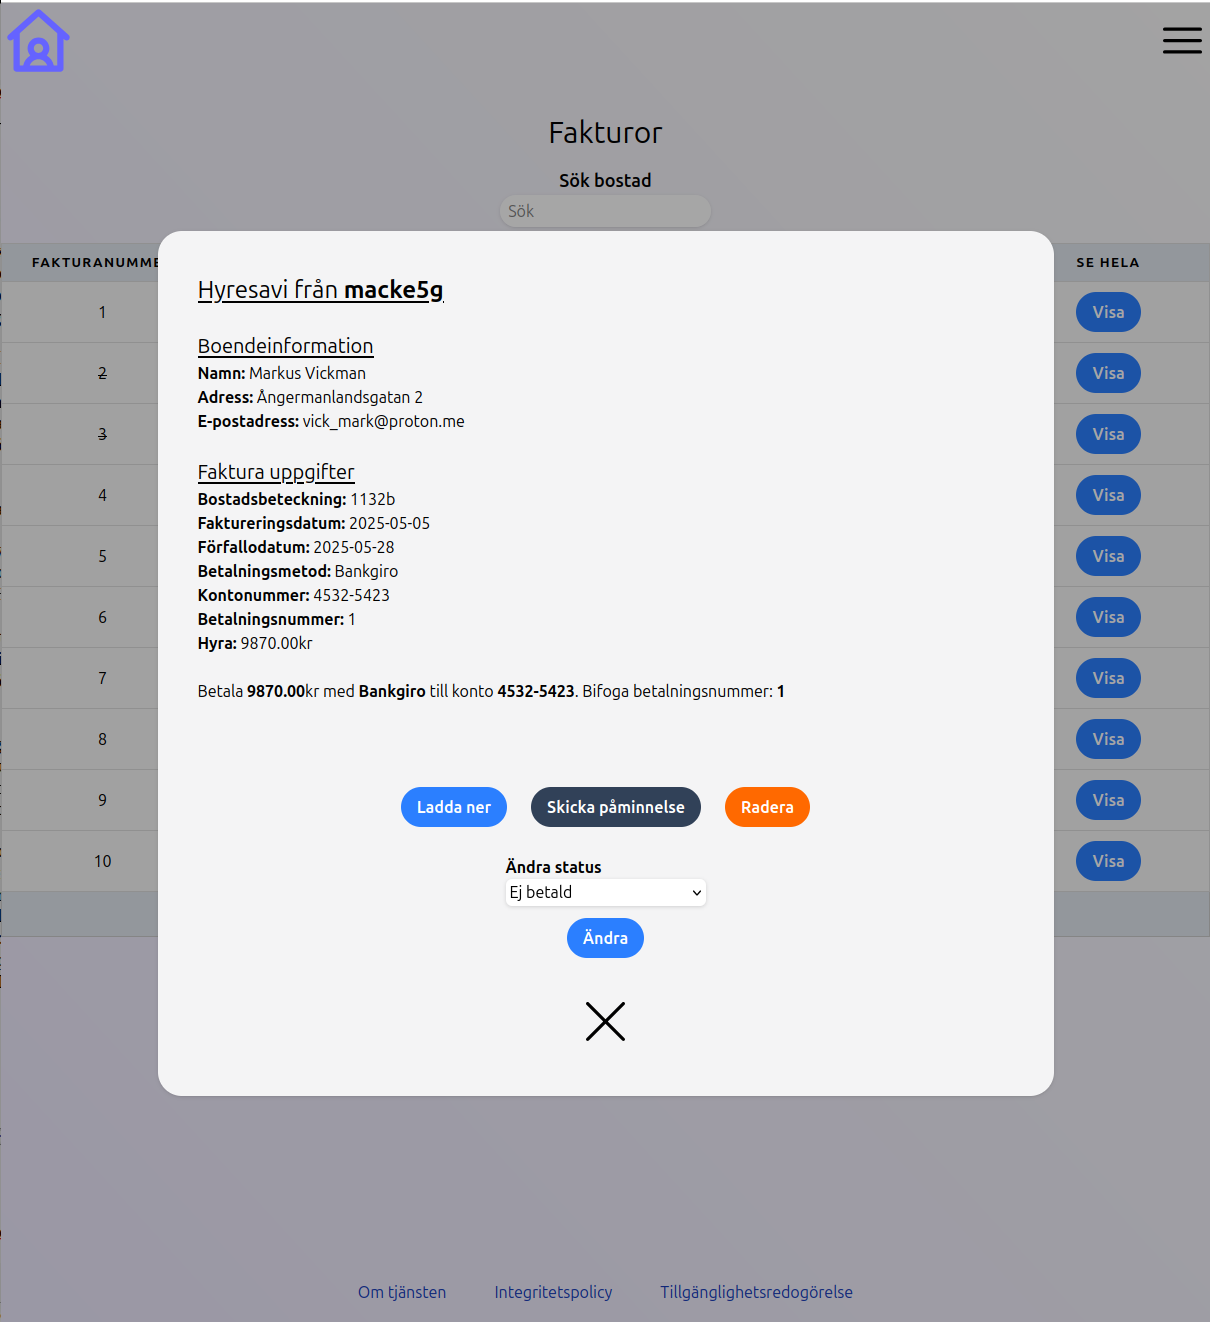 Fakturor
Sök bostad
Sök
FAKTURANUMME
SE HELA
1
Visa
2
Visa
3
Visa
4
Visa
5
Visa
6
Visa
7
Visa
8
Visa
9
Visa
10
Visa
Hyresavi från macke5g
Boendeinformation
Namn: Markus Vickman
Adress: Ångermanlandsgatan 2
E-postadress: vick_mark@proton.me
Faktura uppgifter
Bostadsbeteckning: 1132b
Faktureringsdatum: 2025-05-05
Förfallodatum: 2025-05-28
Betalningsmetod: Bankgiro
Kontonummer: 4532-5423
Betalningsnummer: 1
Hyra: 9870.00kr
Betala 9870.00kr med Bankgiro till konto 4532-5423. Bifoga betalningsnummer: 1
Ladda ner
Skicka påminnelse
Radera
Ändra status
Ej betald
Ändra
Om tjänsten
Integritetspolicy
Tillgänglighetsredogörelse